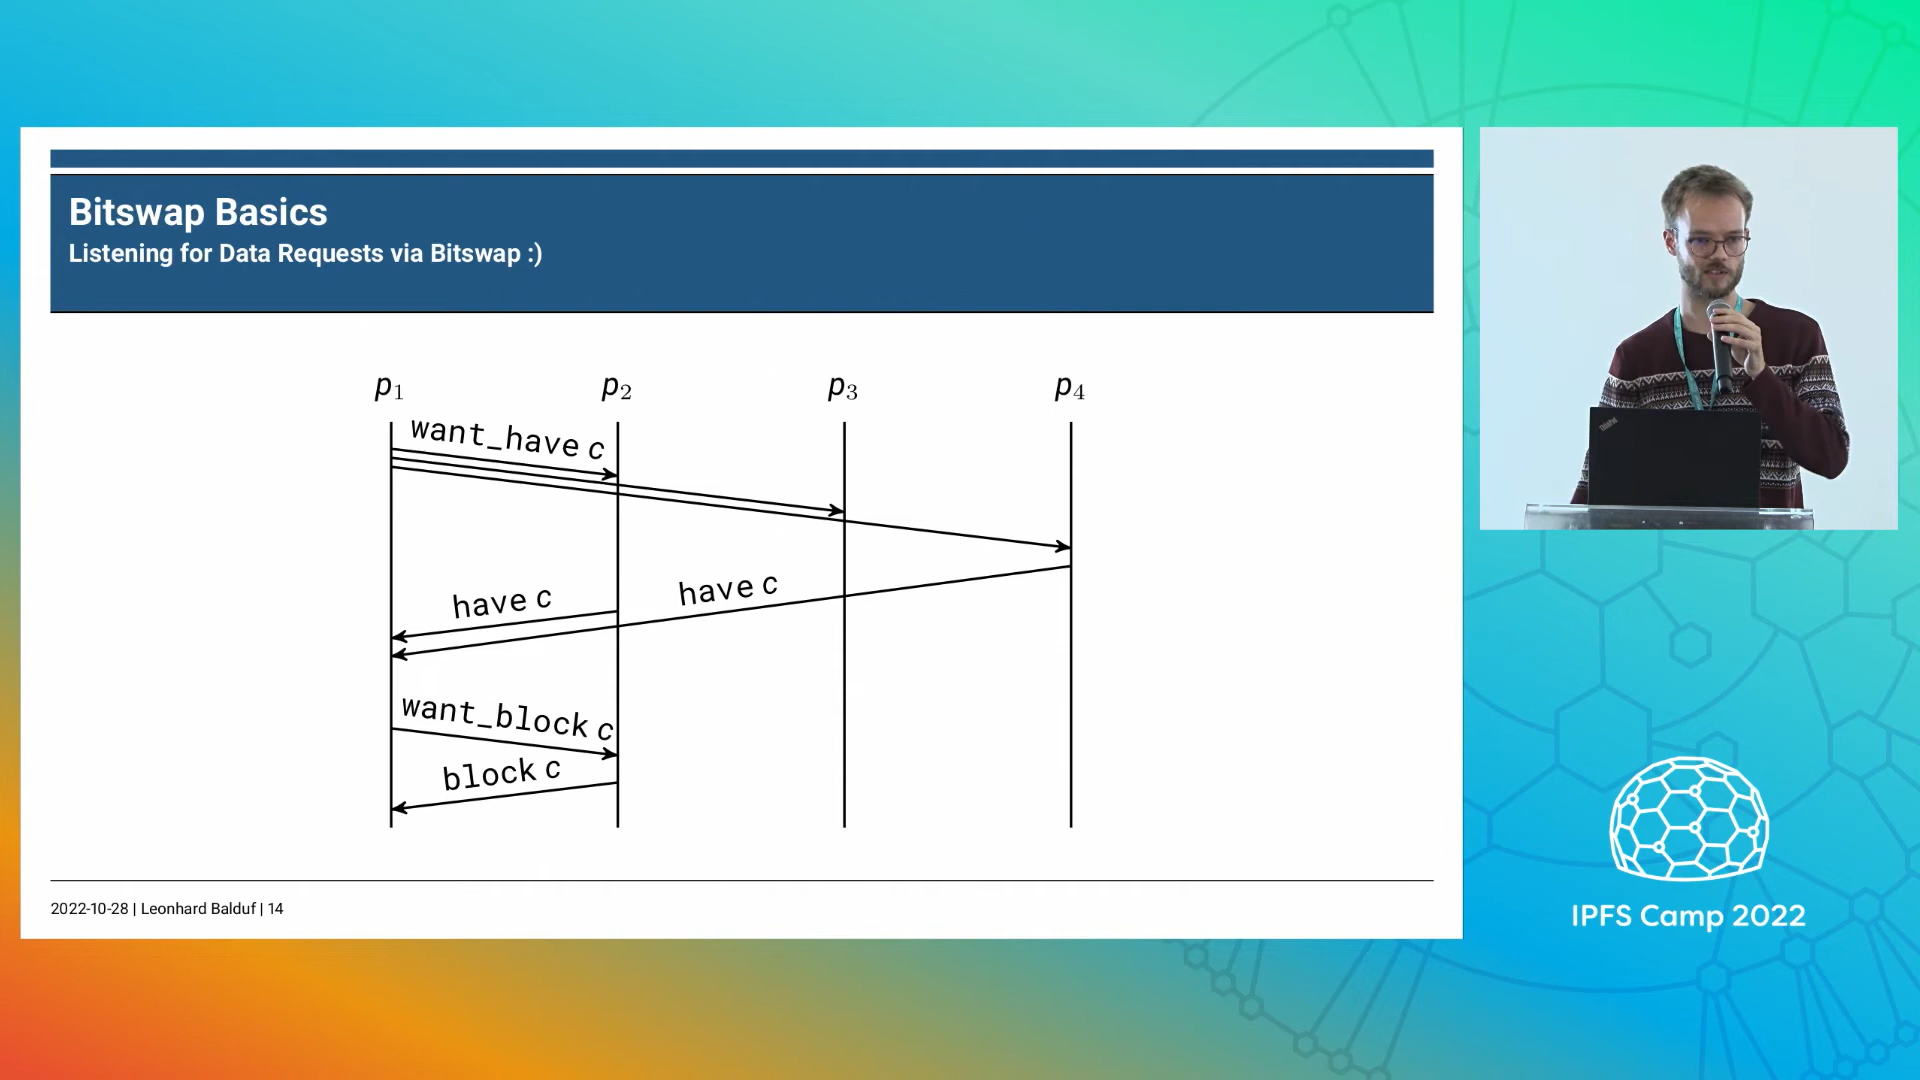 Bitswap Basics
Listening for Data Requests via Bitswap :)
p1 p2 p3 p4
want_have c
have c
have c
want_block c
block c
2022-10-28 | Leonhard Balduf | 14
ThinkPad
IPFS Camp 2022